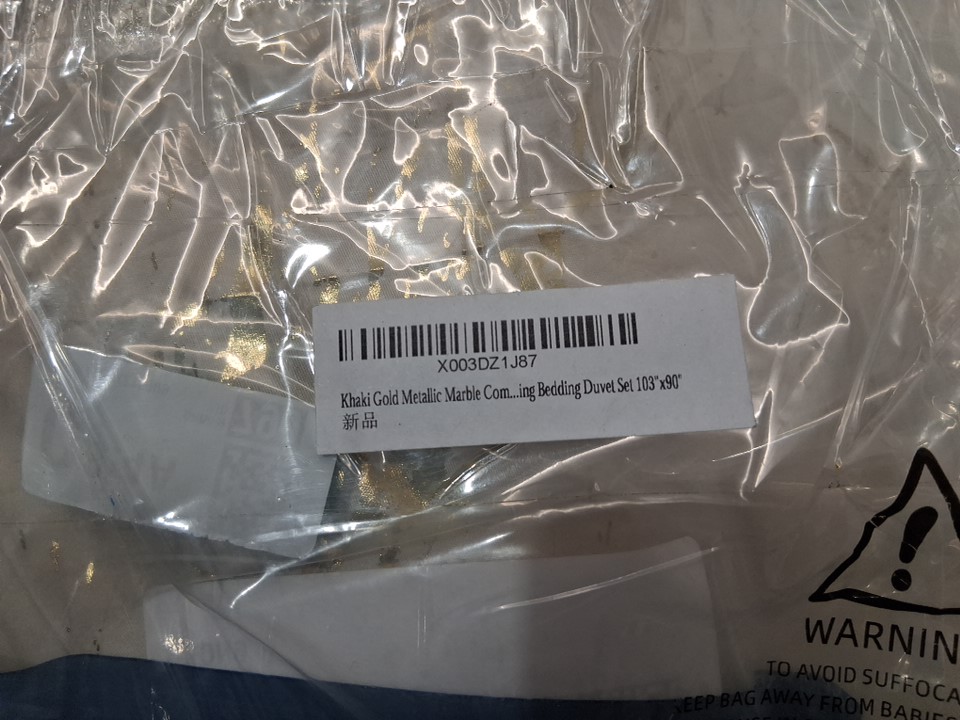 X003DZ1J87
Khaki Gold Metallic Marble Com...ing Bedding Duvet Set 103"x90"
新品
WARNIN
TO AVOID SUFFOCA
EEP BAG AWAY FROM BABIES